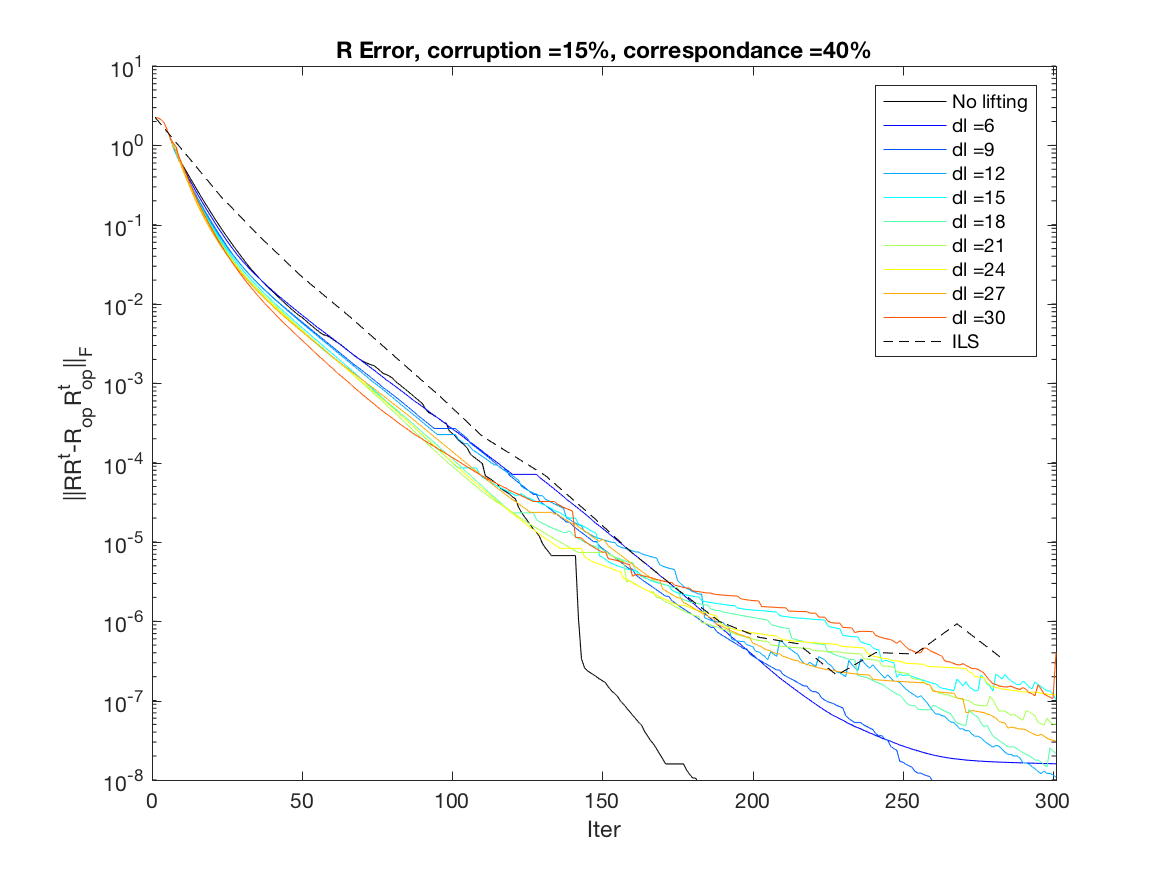 R Error, corruption =15%, correspondance =40%
10^1
10^0
10^-1
10^-2
10^-3
10^-4
10^-5
10^-6
10^-7
10^-8
||RR^t-R_op R^t_op||_F
0
50
100
150
200
250
300
Iter
No lifting
dl =6
dl =9
dl =12
dl =15
dl =18
dl =21
dl =24
dl =27
dl =30
ILS